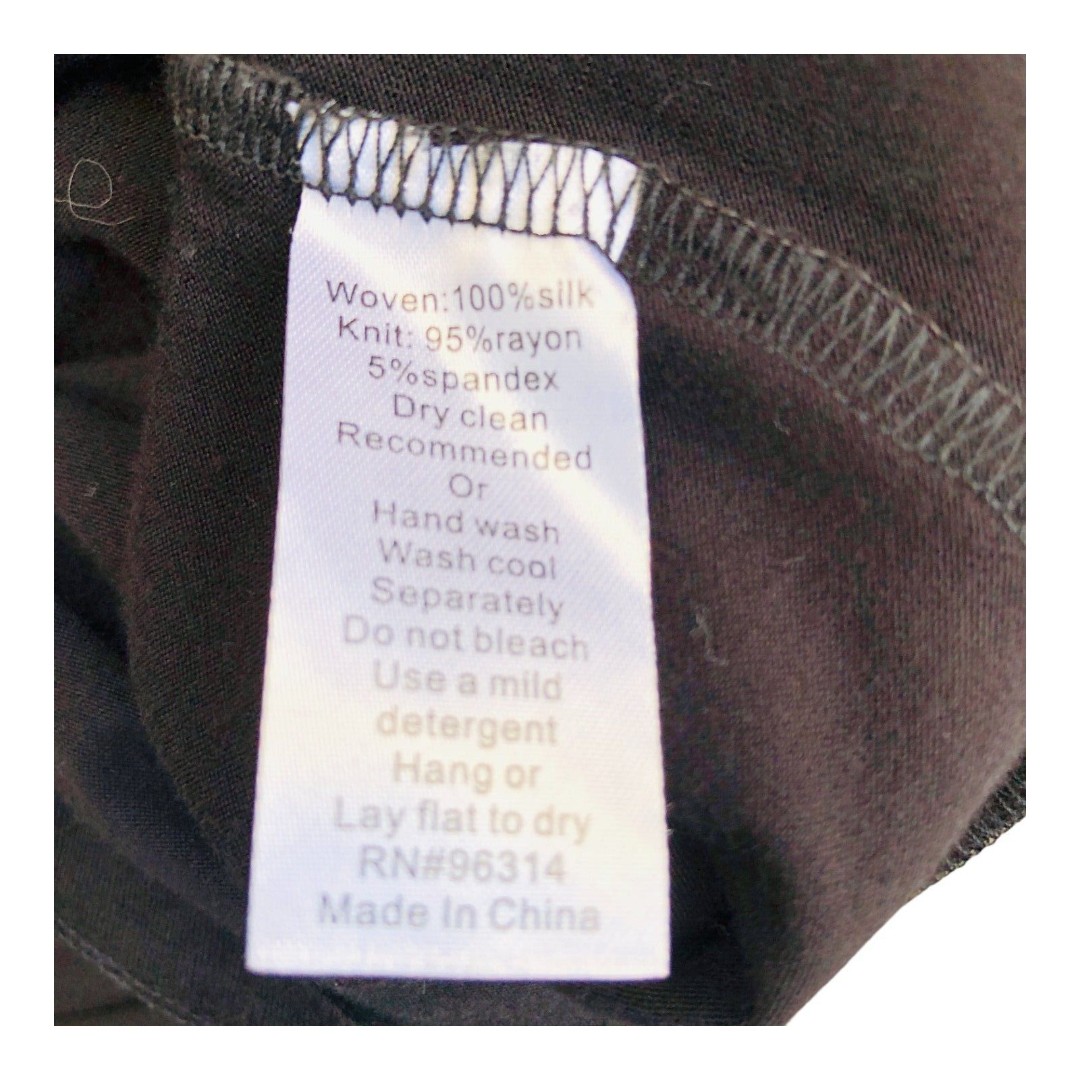 Woven:100%silk
Knit: 95%rayon
5%spandex
Dry clean
Recommended
Or
Hand wash
Wash cool
Separately
Do not bleach
Use a mild
detergent
Hang or
Lay flat to dry
RN#96314
Made In China